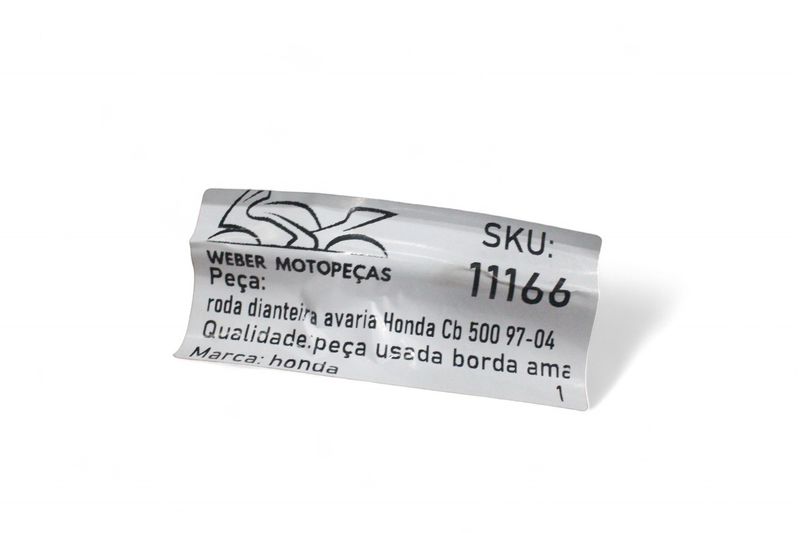 WEBER MOTOPEÇAS
SKU:
11166
Peça:
roda dianteira avaria Honda Cb 500 97-04
Qualidade:peça usada borda ama
Marca: honda
1